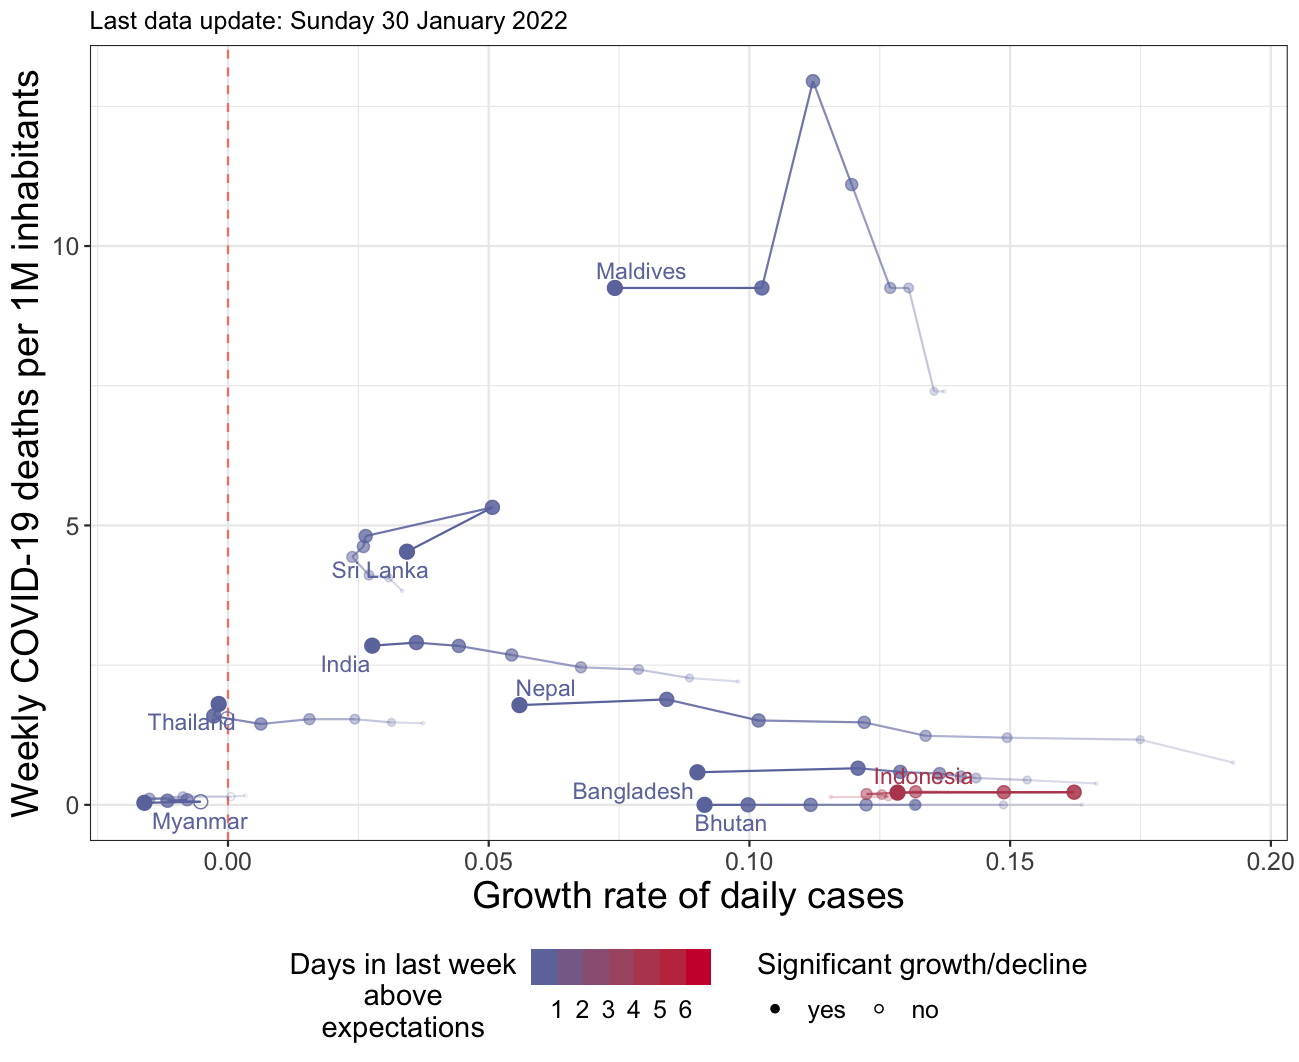 Last data update: Sunday 30 January 2022
Weekly COVID-19 deaths per 1M inhabitants
10
5
0
Maldives
Sri Lanka
India
Nepal
Thailand
Indonesia
Bangladesh
Myanmar
Bhutan
0.00 0.05 0.10 0.15 0.20
Growth rate of daily cases
Days in last week
above
expectations
1 2 3 4 5 6
Significant growth/decline
yes no